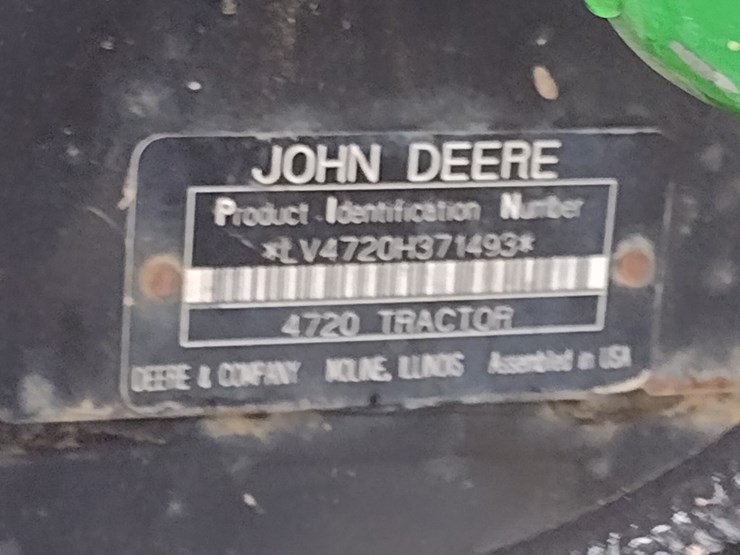 JOHN DEERE
Product Identification Number
*LV4720H371493*
4720 TRACTOR
DEERE & COMPANY MOLINE, ILLINOIS Assembled in USA